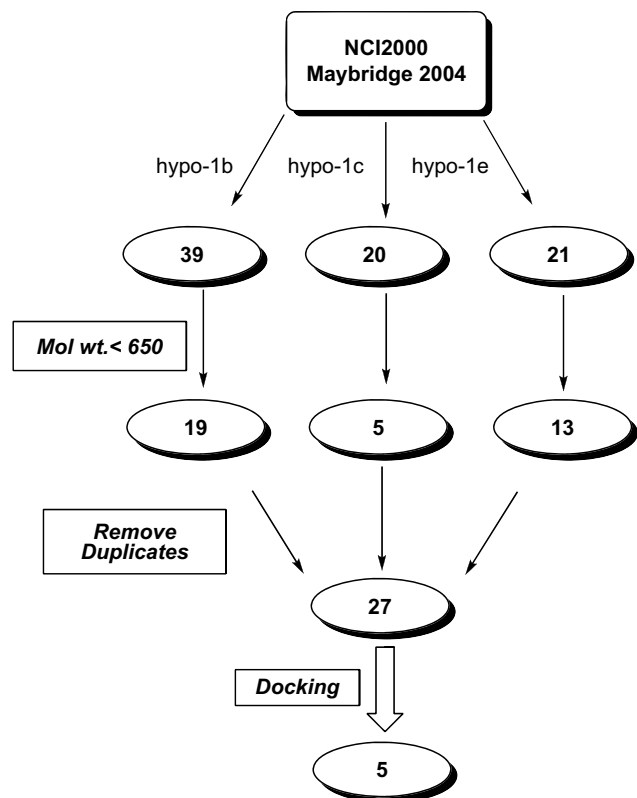 NCI2000
Maybridge 2004
hypo-1b
hypo-1c
hypo-1e
39
20
21
Mol wt.< 650
19
5
13
Remove
Duplicates
27
Docking
5